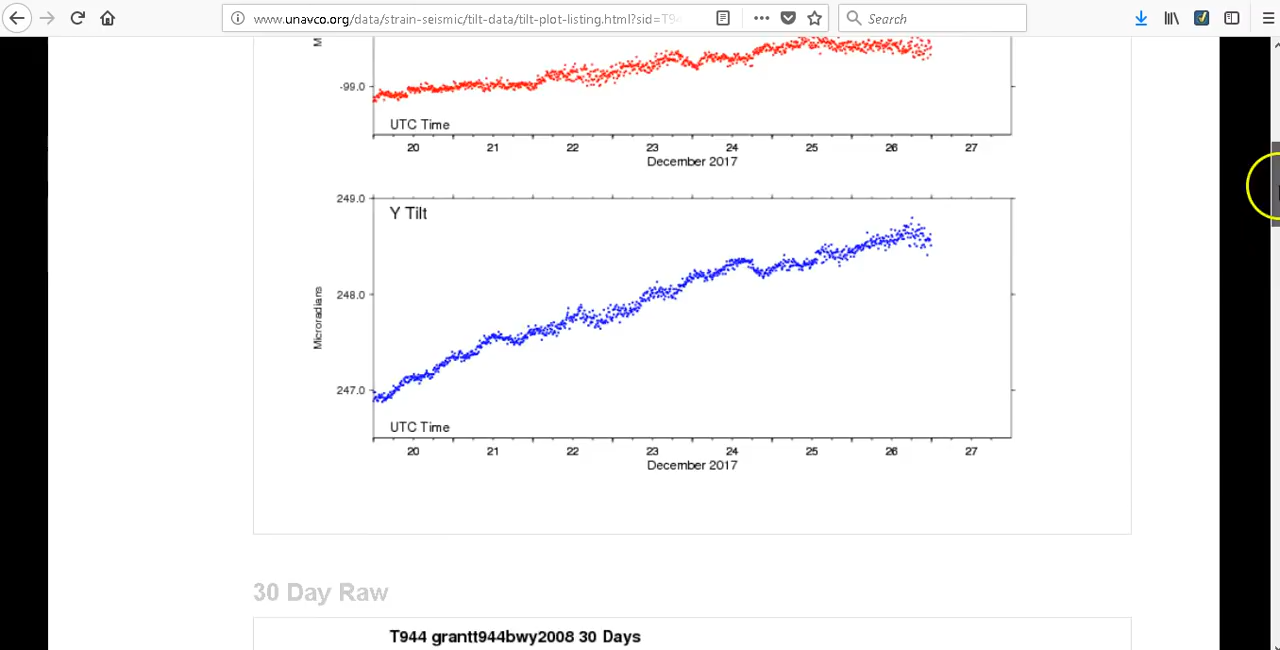 www.unavco.org/data/strain-seismic/tilt-data/tilt-plot-listing.html?sid=T94
Search
-99.0
UTC Time
20 21 22 23 24 25 26 27
December 2017
249.0
Y Tilt
248.0
Microradians
247.0
UTC Time
20 21 22 23 24 25 26 27
December 2017
30 Day Raw
T944 grantt944bwy2008 30 Days